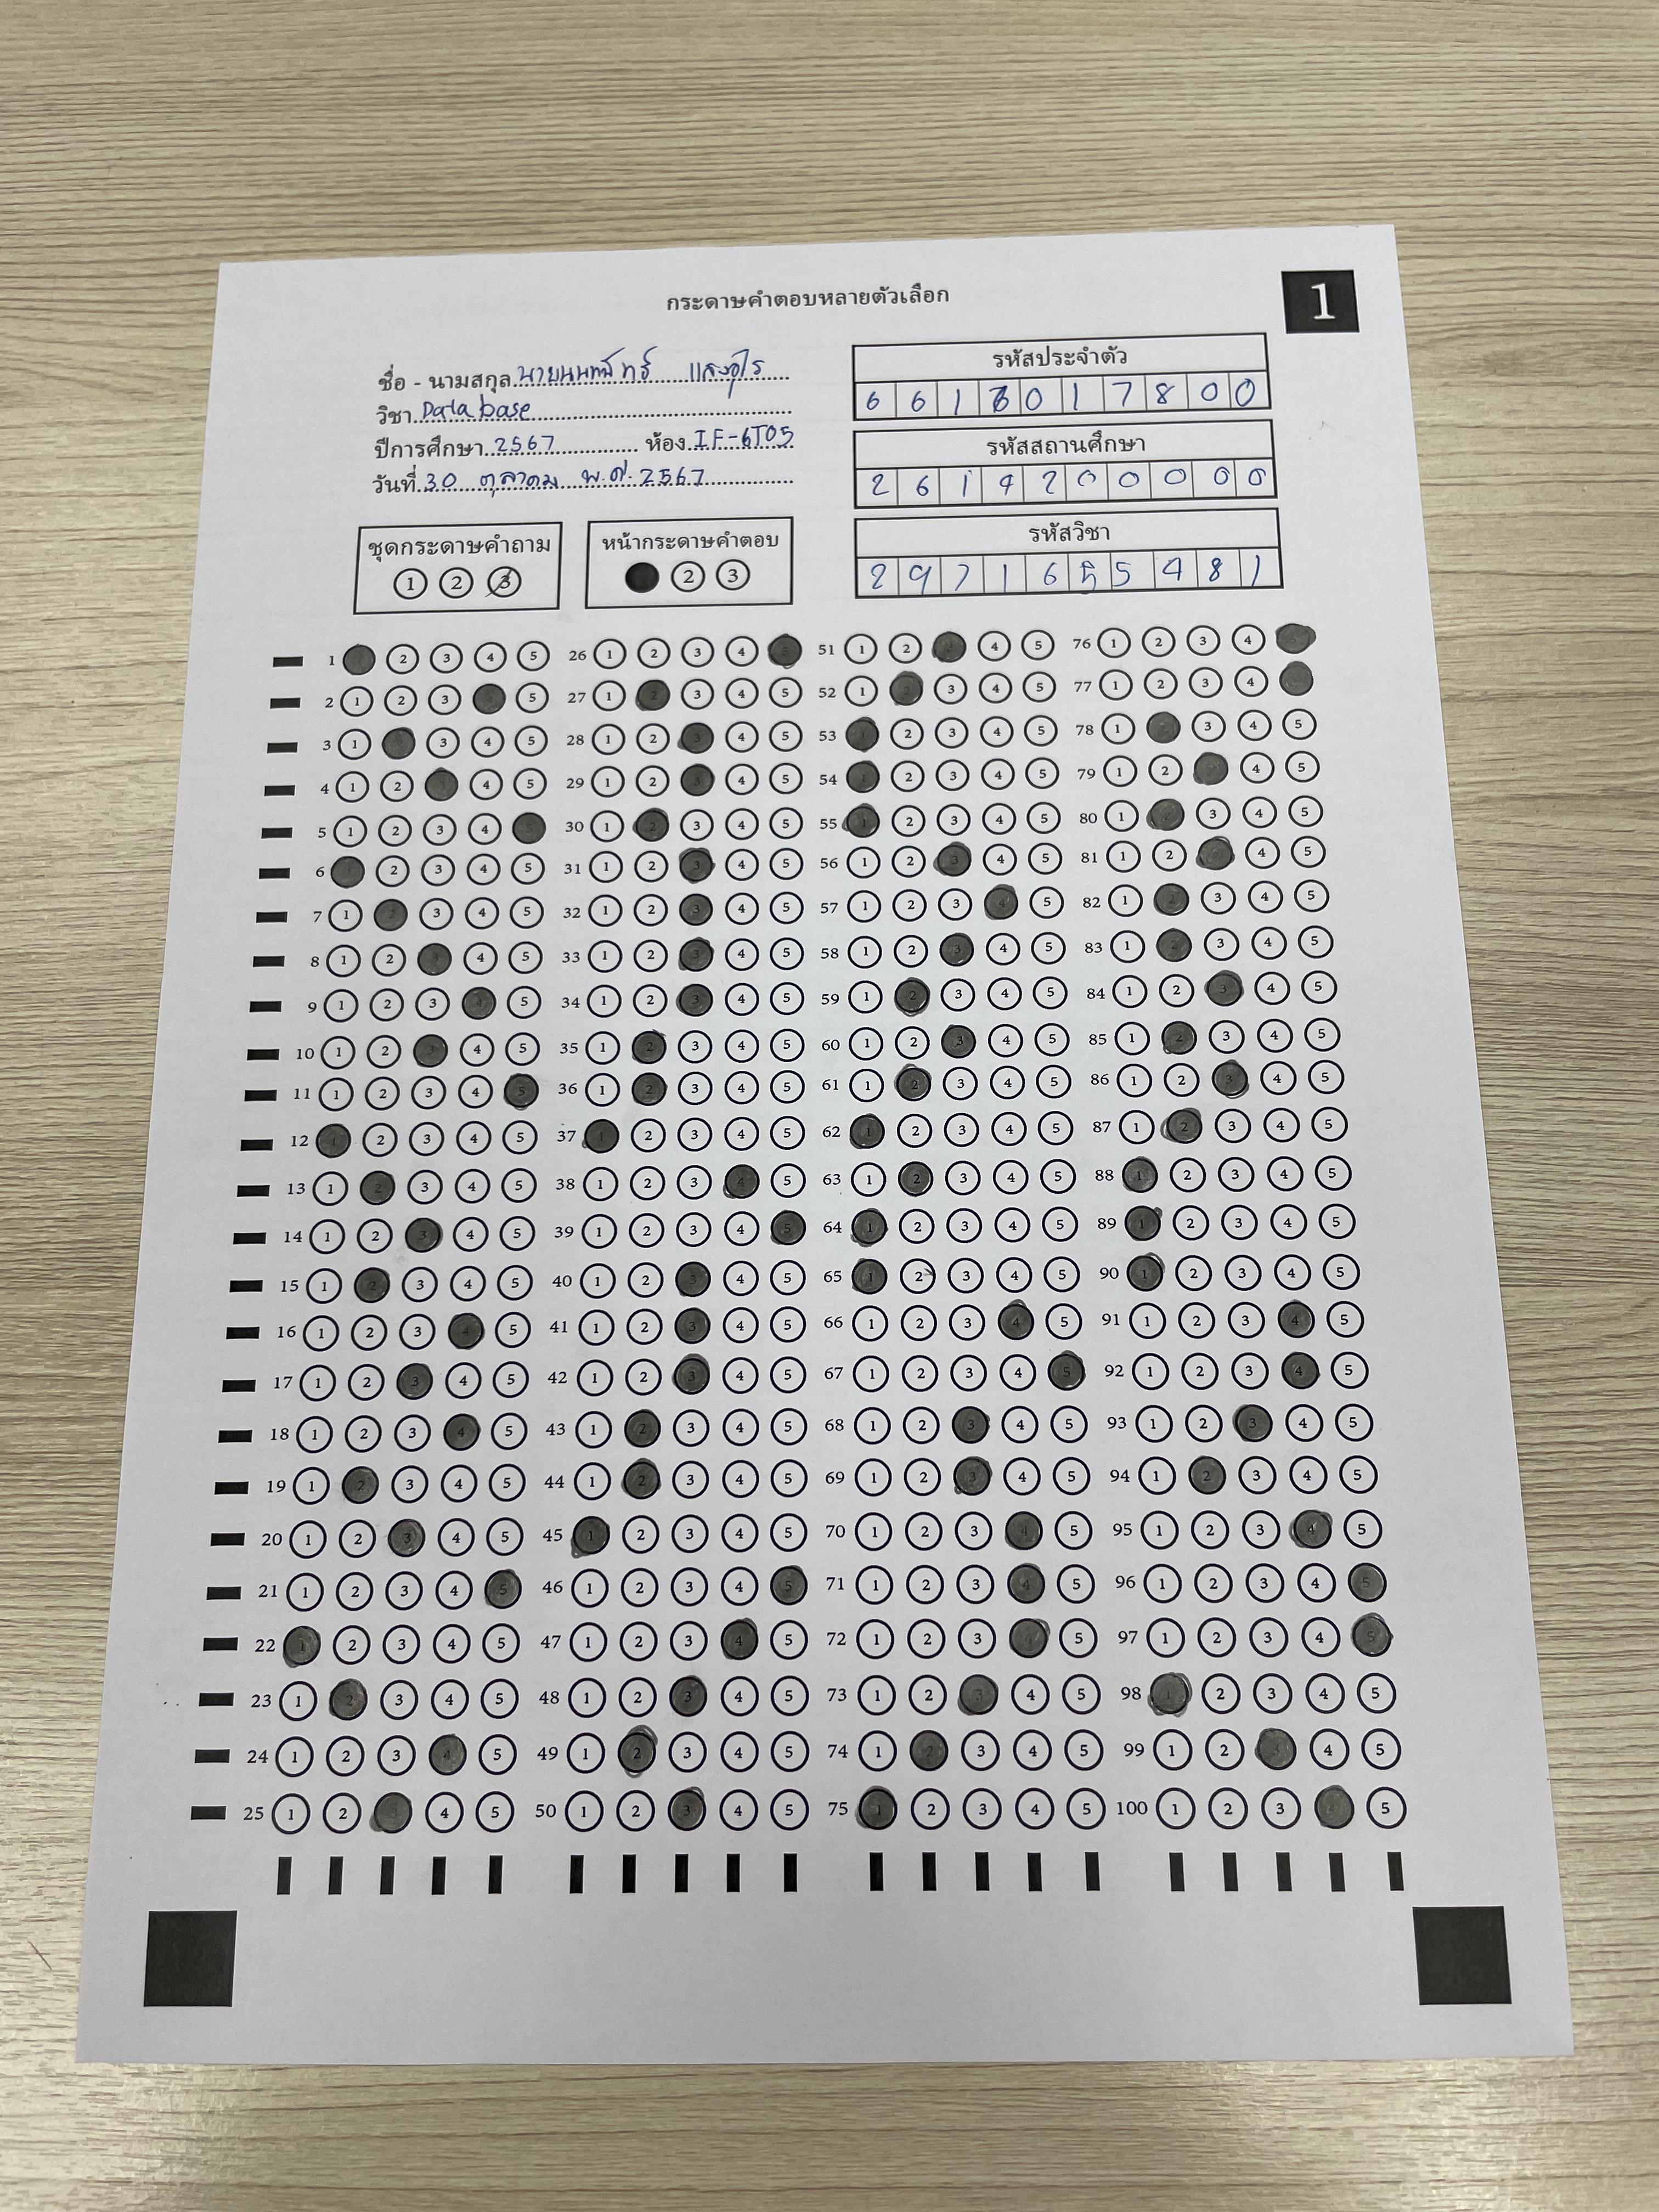 กระดาษคำตอบหลายตัวเลือก
1
ชื่อ - นามสกุล นาย
วิชา Data base
ปีการศึกษา 2567 ห้อง IF-6T05
วันที่ 30 ตุลาคม พ.ศ. 2567
รหัสประจำตัว
6 6 1 3 0 1 7 8 0 0
รหัสสถานศึกษา
2 6 1 4 2 0 0 0 0 0
รหัสวิชา
2 9 7 1 6 5 5 4 8 1
ชุดกระดาษคำถาม
1 2 3
หน้ากระดาษคำตอบ
2 3
1 2 3 4 5 26 1 2 3 4 51 1 2 4 5 76 1 2 3 4
2 1 2 3 5 27 1 3 4 5 52 1 3 4 5 77 1 2 3 4
3 1 3 4 5 28 1 2 3 4 5 53 2 3 4 5 78 1 3 4 5
4 1 2 4 5 29 1 2 4 5 54 2 3 4 5 79 1 2 4 5
5 1 2 3 4 30 1 2 3 4 5 55 1 2 3 4 5 80 1 3 4 5
6 2 3 4 5 31 1 2 3 4 5 56 1 2 3 4 5 81 1 2 4 5
7 1 3 4 5 32 1 2 3 4 5 57 1 2 3 4 5 82 1 2 3 4 5
8 1 2 3 4 5 33 1 2 3 4 5 58 1 2 3 4 5 83 1 2 3 4 5
9 1 2 3 4 5 34 1 2 3 4 5 59 1 2 3 4 5 84 1 2 3 4 5
10 1 2 3 4 5 35 1 2 3 4 5 60 1 2 3 4 5 85 1 2 3 4 5
11 1 2 3 4 5 36 1 2 3 4 5 61 1 2 3 4 5 86 1 2 3 4 5
12 1 2 3 4 5 37 1 2 3 4 5 62 1 2 3 4 5 87 1 2 3 4 5
13 1 2 3 4 5 38 1 2 3 4 5 63 1 2 3 4 5 88 1 2 3 4 5
14 1 2 3 4 5 39 1 2 3 4 5 64 1 2 3 4 5 89 1 2 3 4 5
15 1 2 3 4 5 40 1 2 3 4 5 65 1 2 3 4 5 90 1 2 3 4 5
16 1 2 3 4 5 41 1 2 3 4 5 66 1 2 3 4 5 91 1 2 3 4 5
17 1 2 3 4 5 42 1 2 3 4 5 67 1 2 3 4 5 92 1 2 3 4 5
18 1 2 3 4 5 43 1 2 3 4 5 68 1 2 3 4 5 93 1 2 3 4 5
19 1 2 3 4 5 44 1 2 3 4 5 69 1 2 3 4 5 94 1 2 3 4 5
20 1 2 3 4 5 45 1 2 3 4 5 70 1 2 3 4 5 95 1 2 3 4 5
21 1 2 3 4 5 46 1 2 3 4 5 71 1 2 3 4 5 96 1 2 3 4 5
22 1 2 3 4 5 47 1 2 3 4 5 72 1 2 3 4 5 97 1 2 3 4 5
23 1 2 3 4 5 48 1 2 3 4 5 73 1 2 3 4 5 98 1 2 3 4 5
24 1 2 3 4 5 49 1 2 3 4 5 74 1 2 3 4 5 99 1 2 3 4 5
25 1 2 3 4 5 50 1 2 3 4 5 75 1 2 3 4 5 100 1 2 3 4 5